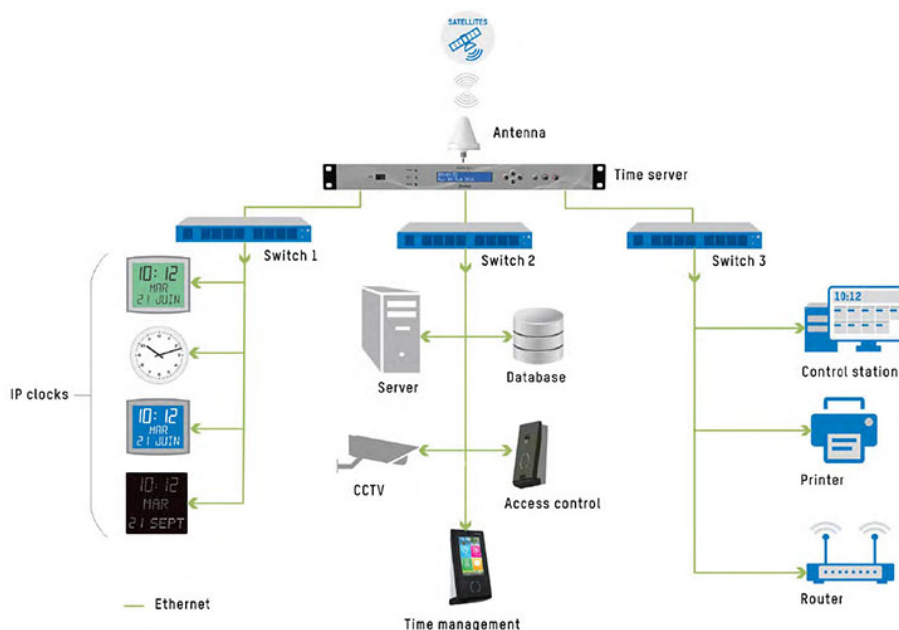 SATELLITES
Antenna
Time server
Switch 1
Switch 2
Switch 3
10:12
MAR
21 JUIN
10:12
Server
Database
Control station
IP clocks
10:12
MAR
21 JUIN
CCTV
Access control
Printer
10:12
MAR
21 SEPT
Ethernet
Time management
Router